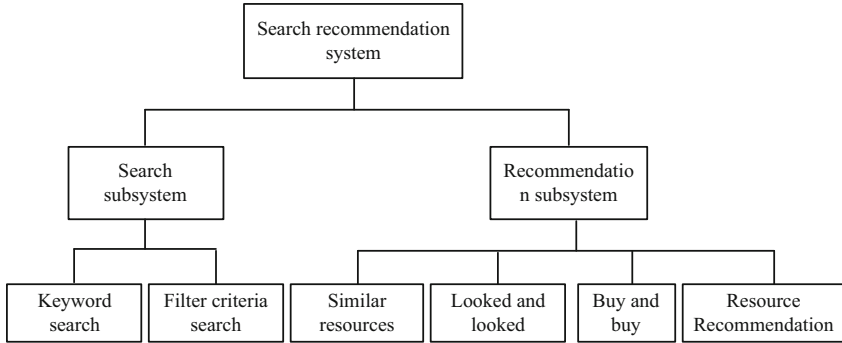 Search recommendation
system
Search
subsystem
Recommendatio
n subsystem
Keyword
search
Filter criteria
search
Similar
resources
Looked and
looked
Buy and
buy
Resource
Recommendation